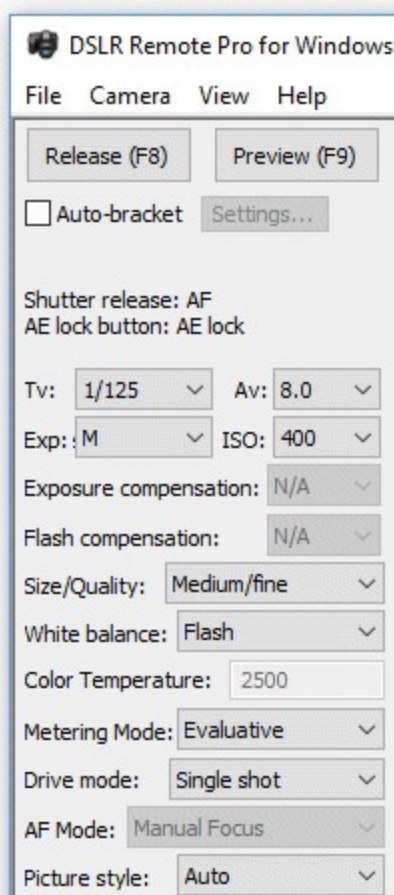 DSLR Remote Pro for Windows
File Camera View Help
Release (F8) Preview (F9)
Auto-bracket Settings...
Shutter release: AF
AE lock button: AE lock
Tv: 1/125 Av: 8.0
Exp: M ISO: 400
Exposure compensation: N/A
Flash compensation: N/A
Size/Quality: Medium/fine
White balance: Flash
Color Temperature: 2500
Metering Mode: Evaluative
Drive mode: Single shot
AF Mode: Manual Focus
Picture style: Auto